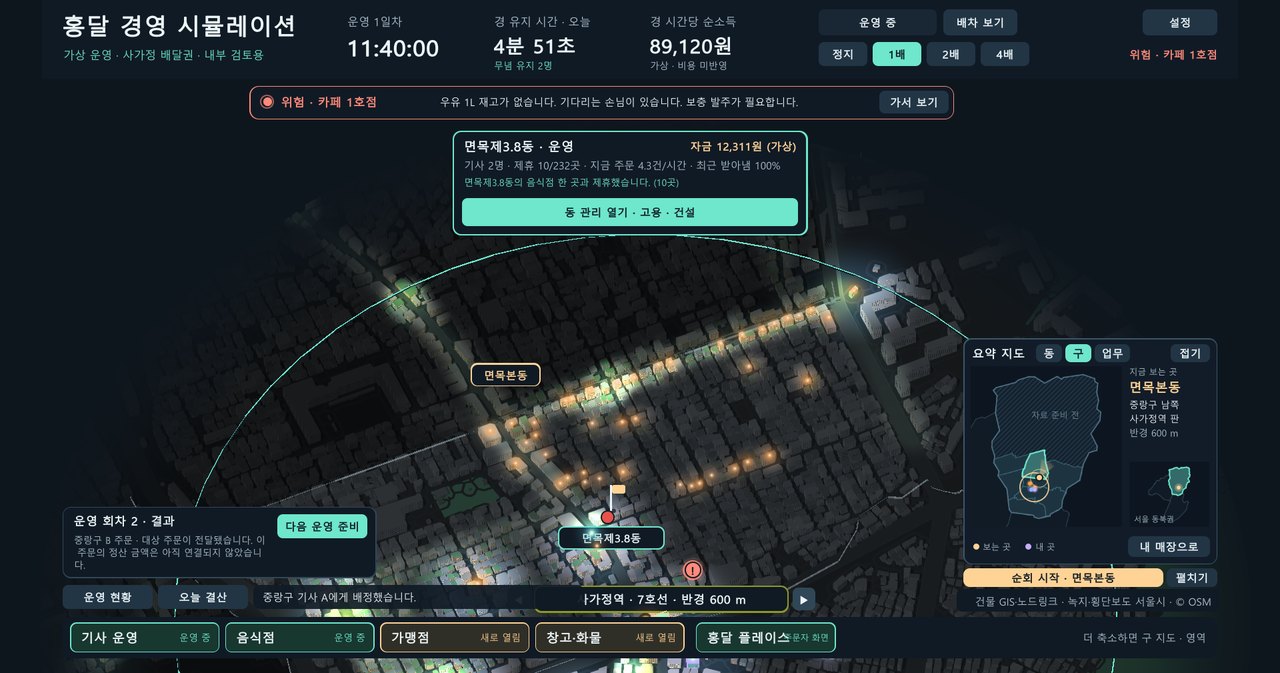 홍달 경영 시뮬레이션
가상 운영 · 사가정 배달권 · 내부 검토용
운영 1일차
11:40:00
경 유지 시간 · 오늘
4분 51초
무념 유지 2명
경 시간당 순소득
89,120원
가상 · 비용 미반영
운영 중
배차 보기
정지
1배
2배
4배
설정
위험 · 카페 1호점
위험 · 카페 1호점
우유 1L 재고가 없습니다. 기다리는 손님이 있습니다. 보충 발주가 필요합니다.
가서 보기
면목제3.8동 · 운영
자금 12,311원 (가상)
기사 2명 · 제휴 10/232곳 · 지금 주문 4.3건/시간 · 최근 받아냄 100%
면목제3.8동의 음식점 한 곳과 제휴했습니다. (10곳)
동 관리 열기 · 고용 · 건설
면목본동
면목제3.8동
요약 지도
동
구
업무
접기
자료 준비 전
지금 보는 곳
면목본동
중랑구 남쪽
사가정역 판
반경 600 m
서울 동북권
보는 곳
내 곳
내 매장으로
순회 시작 · 면목본동
펼치기
건물 GIS·노드링크 · 녹지·횡단보도 서울시 · © OSM
운영 회차 2 · 결과
다음 운영 준비
중랑구 B 주문 · 대상 주문이 전달됐습니다. 이
주문의 정산 금액은 아직 연결되지 않았습니
다.
운영 현황
오늘 결산
중랑구 기사 A에게 배정했습니다.
가정역 · 7호선 · 반경 600 m
기사 운영
운영 중
음식점
운영 중
가맹점
새로 열림
창고·화물
새로 열림
홍달 플레이스
주문자 화면
더 축소하면 구 지도 · 영역